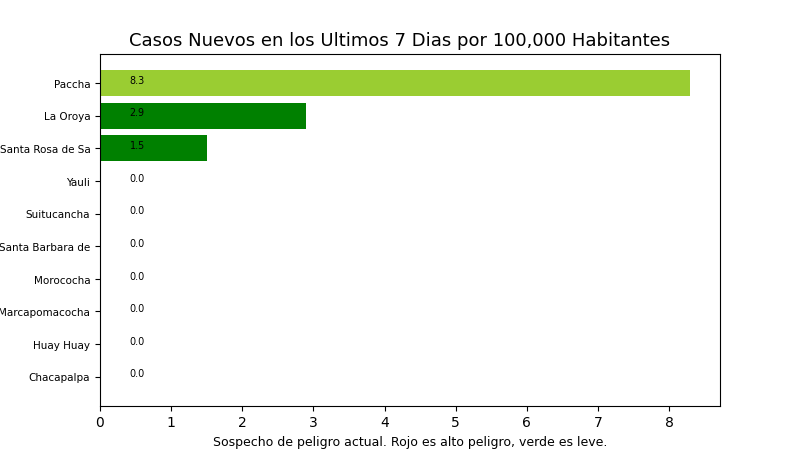 Casos Nuevos en los Ultimos 7 Dias por 100,000 Habitantes
Paccha 8.3
La Oroya 2.9
Santa Rosa de Sa 1.5
Yauli 0.0
Suitucancha 0.0
Santa Barbara de 0.0
Morococha 0.0
Marcapomacocha 0.0
Huay Huay 0.0
Chacapalpa 0.0
0 1 2 3 4 5 6 7 8
Sospecho de peligro actual. Rojo es alto peligro, verde es leve.